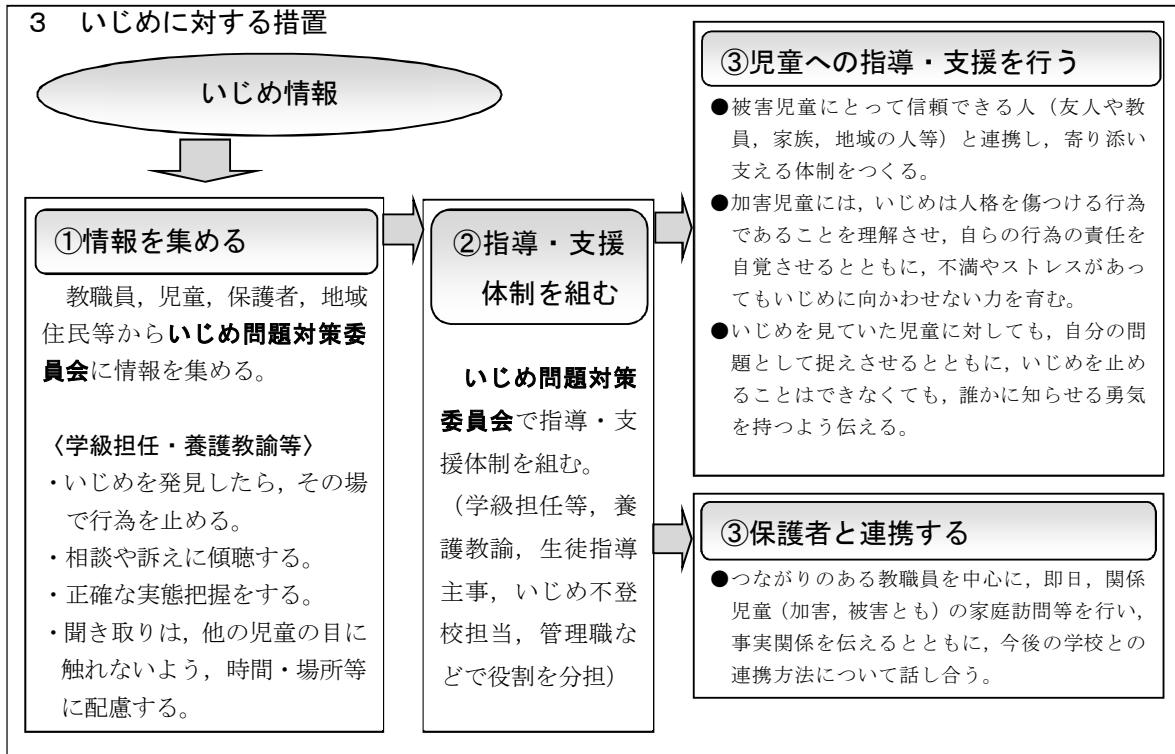 3 いじめに対する措置
いじめ情報
①情報を集める
教職員，児童，保護者，地域
住民等からいじめ問題対策委
員会に情報を集める。
〈学級担任・養護教諭等〉
・いじめを発見したら，その場
で行為を止める。
・相談や訴えに傾聴する。
・正確な実態把握をする。
・聞き取りは，他の児童の目に
触れないよう，時間・場所等
に配慮する。
②指導・支援
体制を組む
いじめ問題対策
委員会で指導・支
援体制を組む。
（学級担任等，養
護教諭，生徒指導
主事，いじめ不登
校担当，管理職な
どで役割を分担）
③児童への指導・支援を行う
●被害児童にとって信頼できる人（友人や教
員，家族，地域の人等）と連携し，寄り添い
支える体制をつくる。
●加害児童には，いじめは人格を傷つける行為
であることを理解させ，自らの行為の責任を
自覚させるとともに，不満やストレスがあっ
てもいじめに向かわせない力を育む。
●いじめを見ていた児童に対しても，自分の問
題として捉えさせるとともに，いじめを止め
ることはできなくても，誰かに知らせる勇気
を持つよう伝える。
③保護者と連携する
●つながりのある教職員を中心に，即日，関係
児童（加害，被害とも）の家庭訪問等を行い，
事実関係を伝えるとともに，今後の学校との
連携方法について話し合う。